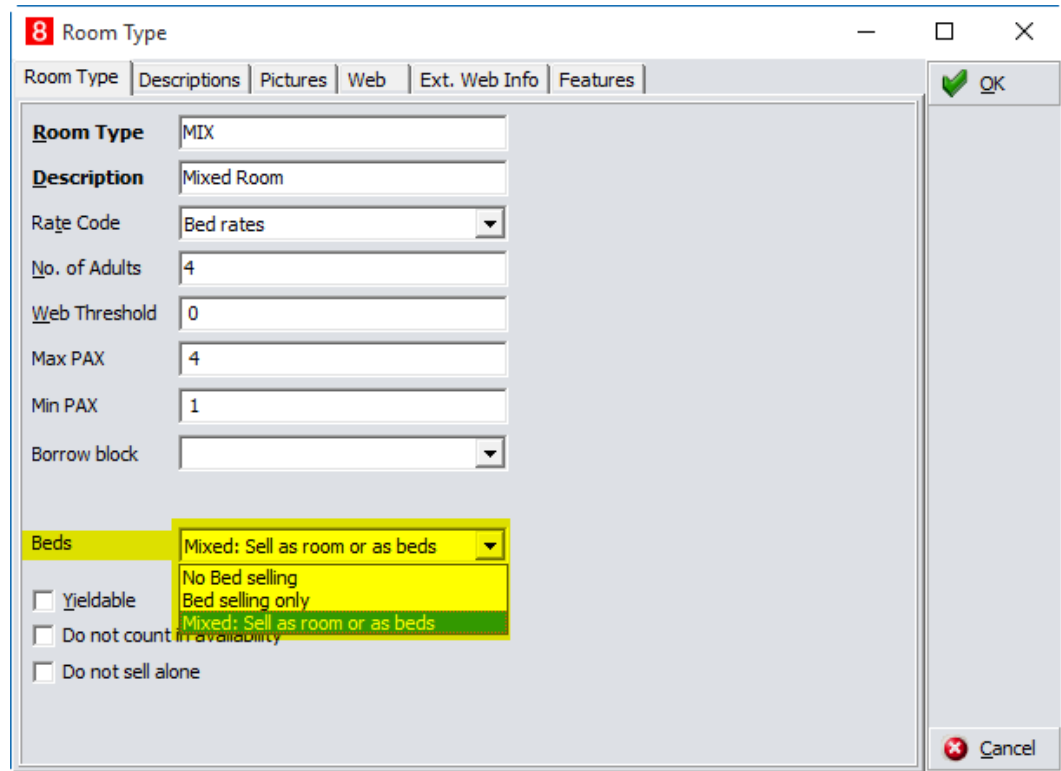 8 Room Type
Room Type Descriptions Pictures Web Ext. Web Info Features
OK
Room Type MIX
Description Mixed Room
Rate Code Bed rates
No. of Adults 4
Web Threshold 0
Max PAX 4
Min PAX 1
Borrow block
Beds Mixed: Sell as room or as beds
No Bed selling
Yieldable Bed selling only
Mixed: Sell as room or as beds
Do not count in availability
Do not sell alone
Cancel